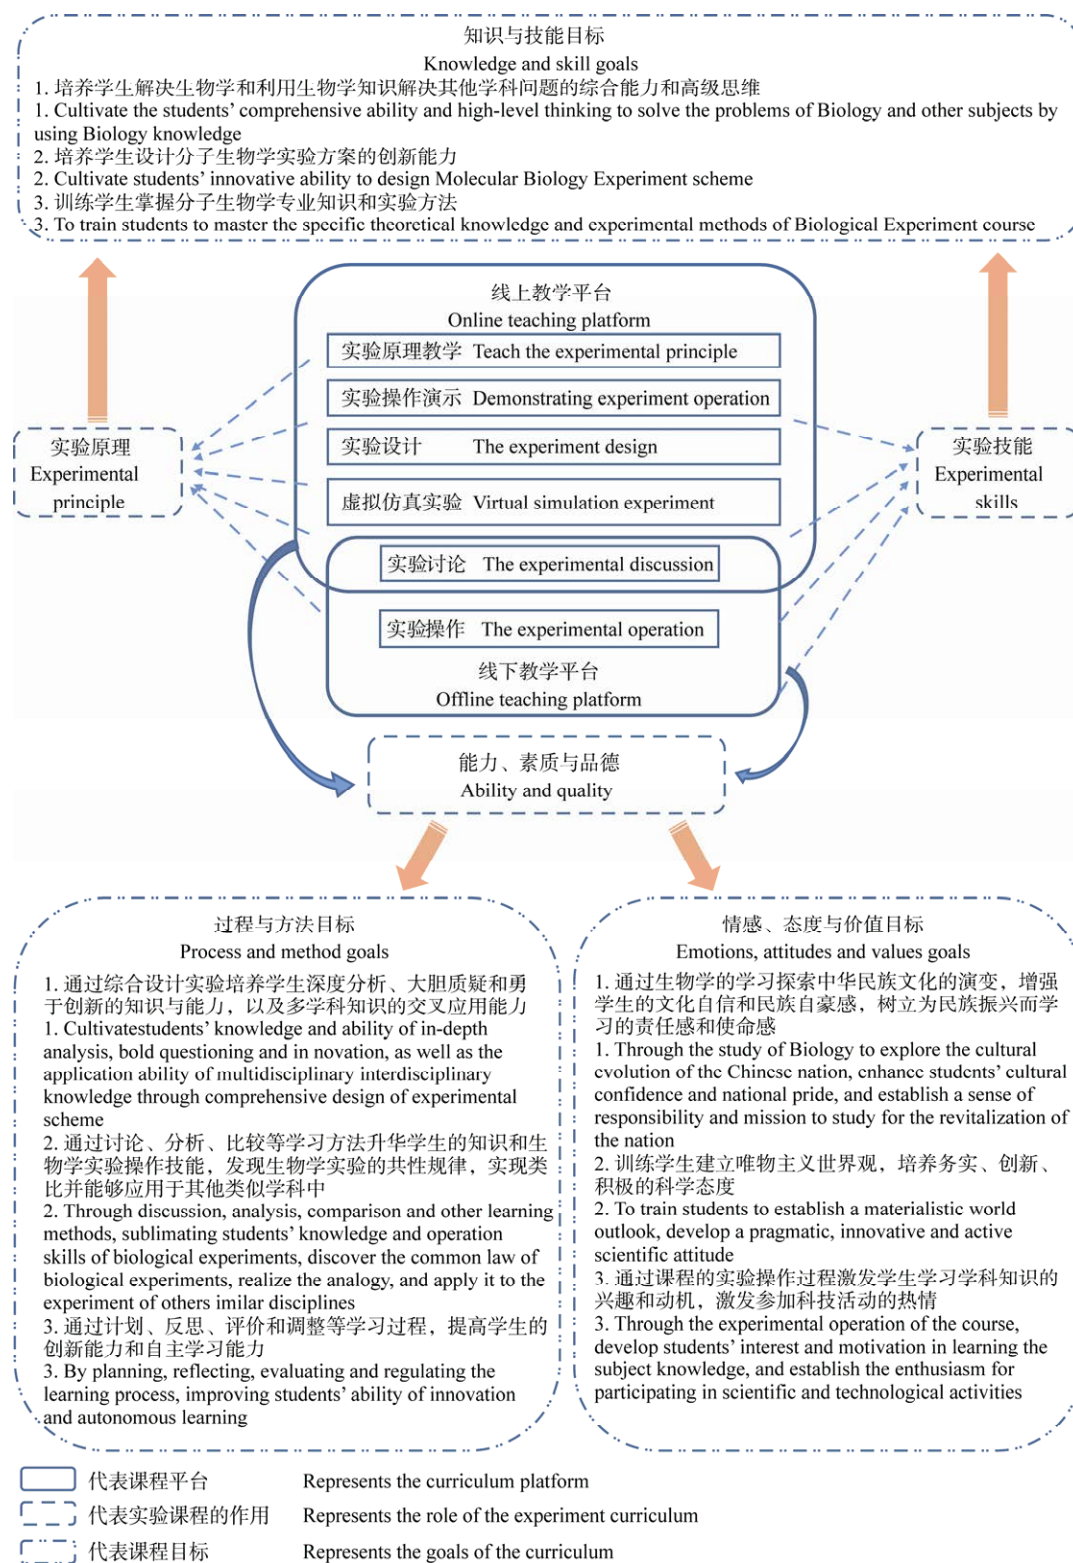 知识与技能目标
Knowledge and skill goals
1. 培养学生解决生物学和利用生物学知识解决其他学科问题的综合能力和高级思维
1. Cultivate the students’ comprehensive ability and high-level thinking to solve the problems of Biology and other subjects by
using Biology knowledge
2. 培养学生设计分子生物学实验方案的创新能力
2. Cultivate students’ innovative ability to design Molecular Biology Experiment scheme
3. 训练学生掌握分子生物学专业知识和实验方法
3. To train students to master the specific theoretical knowledge and experimental methods of Biological Experiment course
线上教学平台
Online teaching platform
实验原理教学 Teach the experimental principle
实验操作演示 Demonstrating experiment operation
实验设计 The experiment design
虚拟仿真实验 Virtual simulation experiment
实验讨论 The experimental discussion
实验操作 The experimental operation
线下教学平台
Offline teaching platform
实验原理
Experimental
principle
实验技能
Experimental
skills
能力、素质与品德
Ability and quality
过程与方法目标
Process and method goals
1. 通过综合设计实验培养学生深度分析、大胆质疑和勇
于创新的知识与能力，以及多学科知识的交叉应用能力
1. Cultivatestudents’ knowledge and ability of in-depth
analysis, bold questioning and in novation, as well as the
application ability of multidisciplinary interdisciplinary
knowledge through comprehensive design of experimental
scheme
2. 通过讨论、分析、比较等学习方法升华学生的知识和生
物学实验操作技能，发现生物学实验的共性规律，实现类
比并能够应用于其他类似学科中
2. Through discussion, analysis, comparison and other learning
methods, sublimating students’ knowledge and operation
skills of biological experiments, discover the common law of
biological experiments, realize the analogy, and apply it to the
experiment of others imilar disciplines
3. 通过计划、反思、评价和调整等学习过程，提高学生的
创新能力和自主学习能力
3. By planning, reflecting, evaluating and regulating the
learning process, improving students’ ability of innovation
and autonomous learning
情感、态度与价值目标
Emotions, attitudes and values goals
1. 通过生物学的学习探索中华民族文化的演变，增强
学生的文化自信和民族自豪感，树立为民族振兴而学
习的责任感和使命感
1. Through the study of Biology to explore the cultural
evolution of the Chinese nation, enhance students’ cultural
confidence and national pride, and establish a sense of
responsibility and mission to study for the revitalization of
the nation
2. 训练学生建立唯物主义世界观，培养务实、创新、
积极的科学态度
2. To train students to establish a materialistic world
outlook, develop a pragmatic, innovative and active
scientific attitude
3. 通过课程的实验操作过程激发学生学习学科知识的
兴趣和动机，激发参加科技活动的热情
3. Through the experimental operation of the course,
develop students’ interest and motivation in learning the
subject knowledge, and establish the enthusiasm for
participating in scientific and technological activities
代表课程平台 Represents the curriculum platform
代表实验课程的作用 Represents the role of the experiment curriculum
代表课程目标 Represents the goals of the curriculum